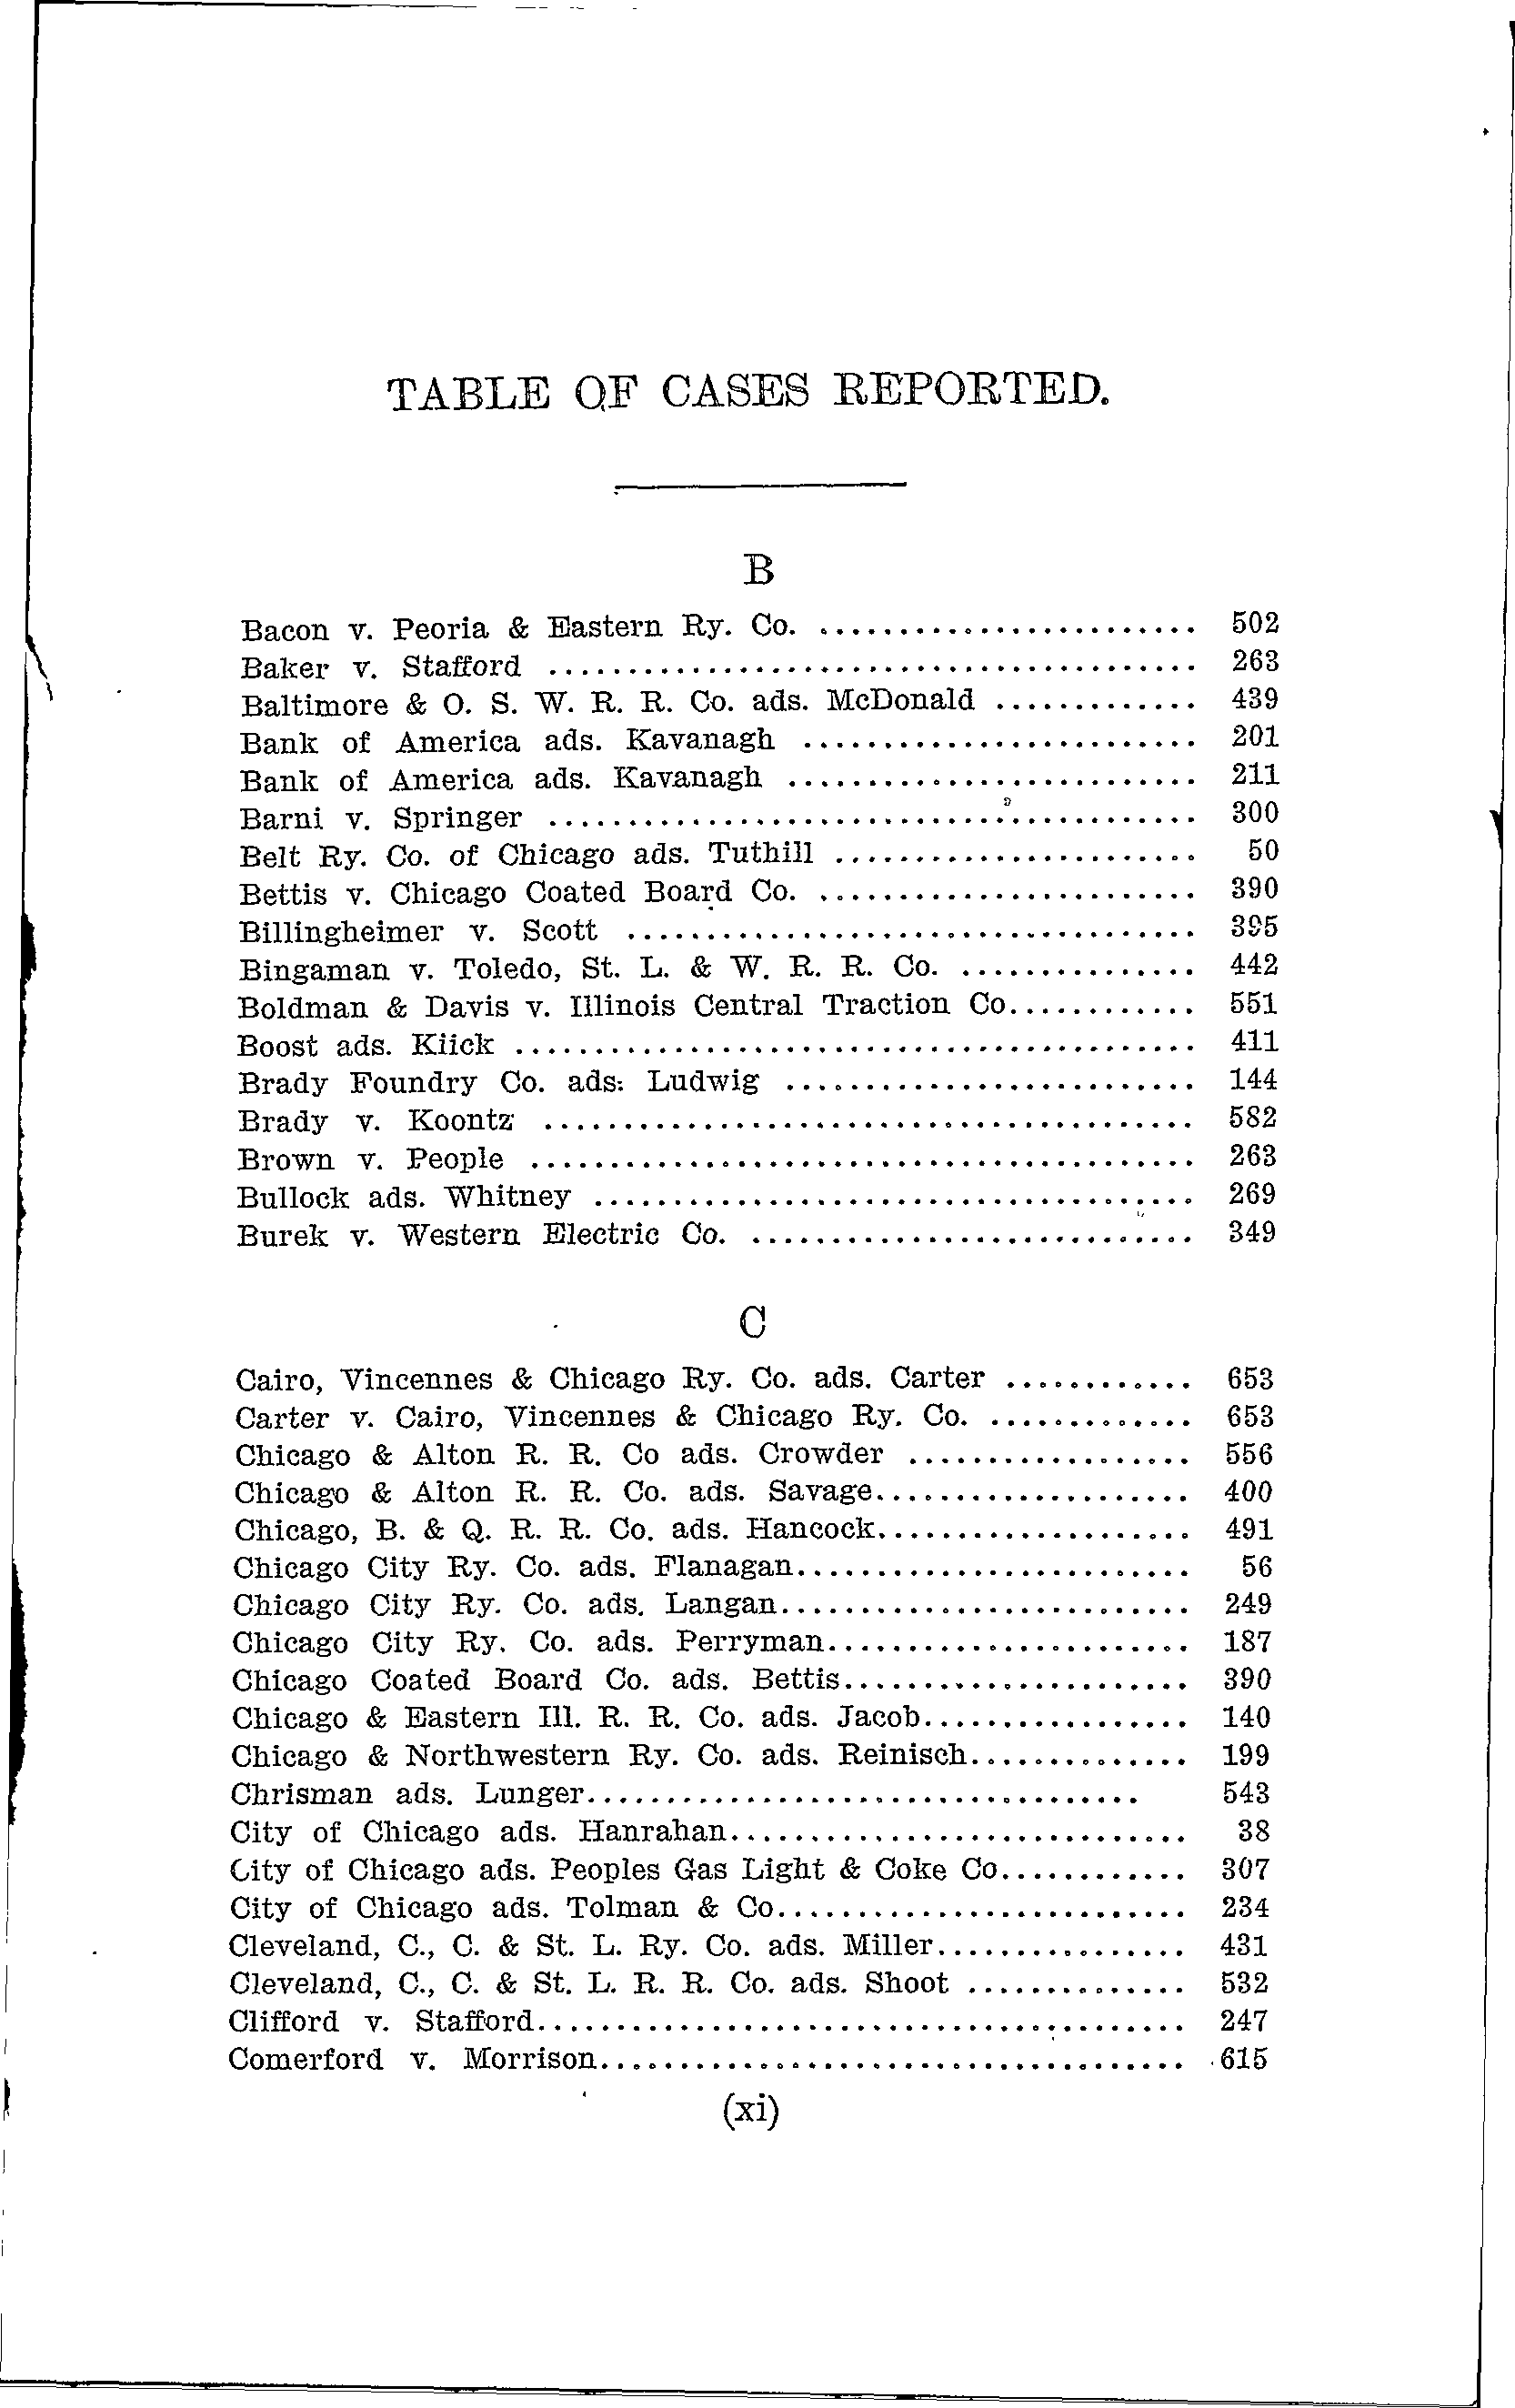 TABLE OF CASES REPORTED.
B
Bacon v. Peoria & Eastern Ry. Co. ........................ 502
Baker v. Stafford ......................................... 263
Baltimore & O. S. W. R. R. Co. ads. McDonald ............. 439
Bank of America ads. Kavanagh ......................... 201
Bank of America ads. Kavanagh .......................... 211
Barni v. Springer ......................................... 300
Belt Ry. Co. of Chicago ads. Tuthill ....................... 50
Bettis v. Chicago Coated Board Co. ........................ 390
Billingheimer v. Scott .................................... 395
Bingaman v. Toledo, St. L. & W. R. R. Co. ............... 442
Boldman & Davis v. Illinois Central Traction Co............ 551
Boost ads. Kiick ........................................... 411
Brady Foundry Co. ads: Ludwig .......................... 144
Brady v. Koontz ......................................... 582
Brown v. People .......................................... 263
Bullock ads. Whitney ...................................... 269
Burek v. Western Electric Co. ............................ 349
C
Cairo, Vincennes & Chicago Ry. Co. ads. Carter ............ 653
Carter v. Cairo, Vincennes & Chicago Ry. Co. ............. 653
Chicago & Alton R. R. Co ads. Crowder .................. 556
Chicago & Alton R. R. Co. ads. Savage.................... 400
Chicago, B. & Q. R. R. Co. ads. Hancock.................... 491
Chicago City Ry. Co. ads. Flanagan......................... 56
Chicago City Ry. Co. ads. Langan.......................... 249
Chicago City Ry. Co. ads. Perryman....................... 187
Chicago Coated Board Co. ads. Bettis...................... 390
Chicago & Eastern Ill. R. R. Co. ads. Jacob................. 140
Chicago & Northwestern Ry. Co. ads. Reinisch.............. 199
Chrisman ads. Lunger................................... 543
City of Chicago ads. Hanrahan............................. 38
City of Chicago ads. Peoples Gas Light & Coke Co............ 307
City of Chicago ads. Tolman & Co.......................... 234
Cleveland, C., C. & St. L. Ry. Co. ads. Miller................ 431
Cleveland, C., C. & St. L. R. R. Co. ads. Shoot .............. 532
Clifford v. Stafford......................................... 247
Comerford v. Morrison..................................... 615
(xi)